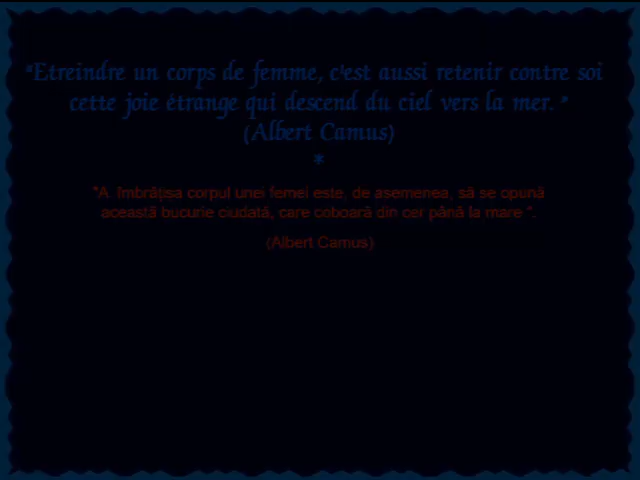 "Etreindre un corps de femme, c'est aussi retenir contre soi
cette joie étrange qui descend du ciel vers la mer. "
(Albert Camus)
*
"A îmbrăţisa corpul unei femei este, de asemenea, să se opună
această bucurie ciudată, care coboară din cer până la mare ".
(Albert Camus)